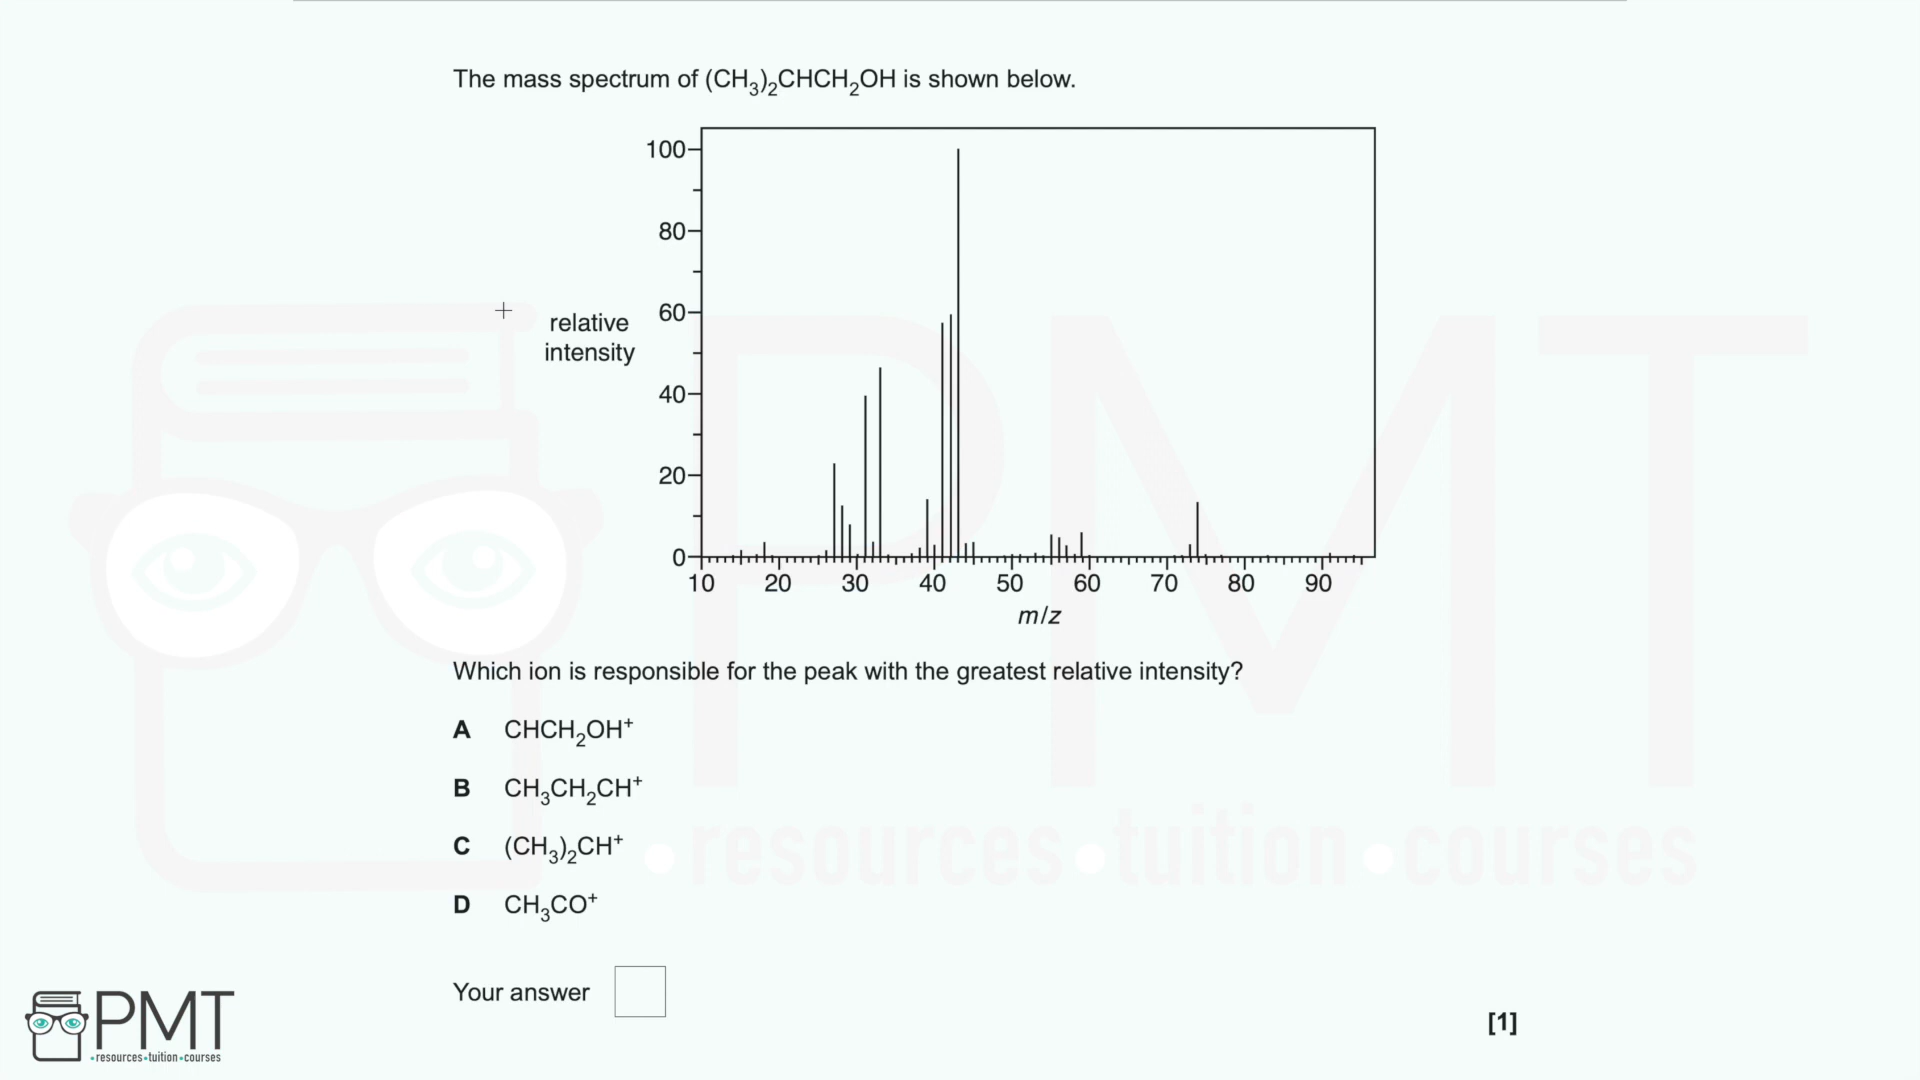 The mass spectrum of (CH₃)₂CHCH₂OH is shown below.
100
80
60
40
20
0
relative
intensity
10 20 30 40 50 60 70 80 90
m/z
Which ion is responsible for the peak with the greatest relative intensity?
A CHCH₂OH⁺
B CH₃CH₂CH⁺
C (CH₃)₂CH⁺
D CH₃CO⁺
Your answer
[1]
PMT
resources•tuition•courses
PMT
•resources•tuition•courses